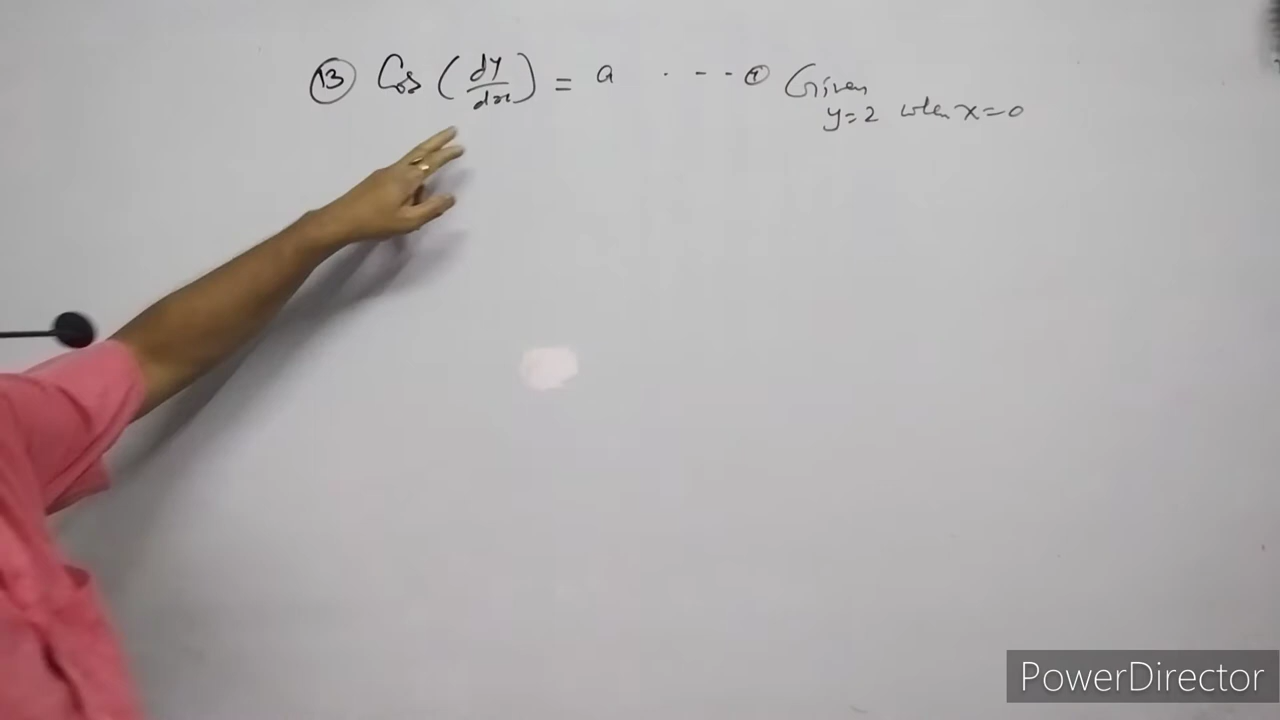 ⑬ Cos (dy/dx) = a . - - - ① Given
y=2 when x=0
PowerDirector